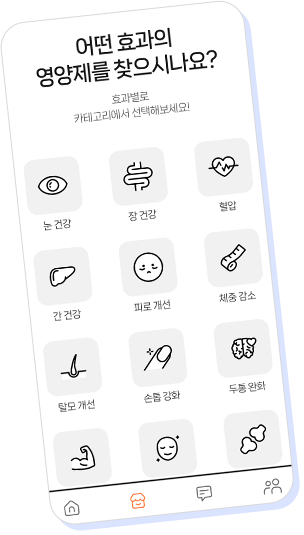 어떤 효과의
영양제를 찾으시나요?
효과별로
카테고리에서 선택해보세요!
눈 건강
장 건강
혈압
간 건강
피로 개선
체중 감소
탈모 개선
손톱 강화
두통 완화